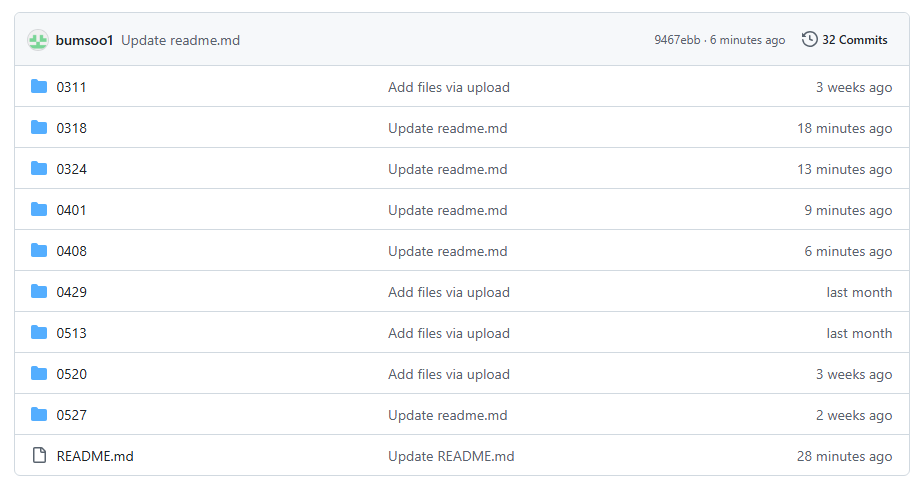 bumsoo1 Update readme.md 9467ebb · 6 minutes ago 32 Commits
0311 Add files via upload 3 weeks ago
0318 Update readme.md 18 minutes ago
0324 Update readme.md 13 minutes ago
0401 Update readme.md 9 minutes ago
0408 Update readme.md 6 minutes ago
0429 Add files via upload last month
0513 Add files via upload last month
0520 Add files via upload 3 weeks ago
0527 Update readme.md 2 weeks ago
README.md Update README.md 28 minutes ago